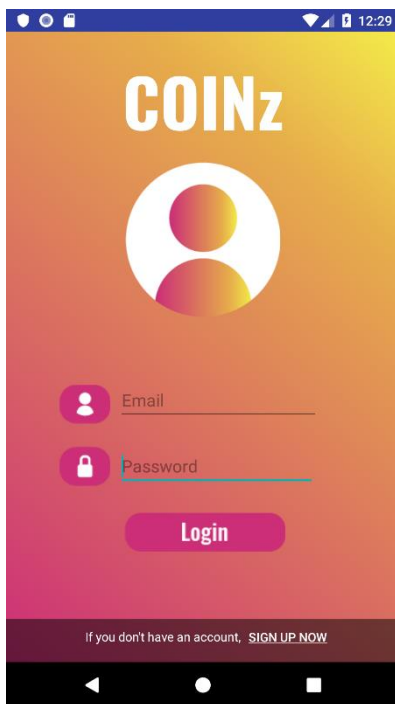 12:29
COINz
Email
Password
Login
If you don't have an account, SIGN UP NOW